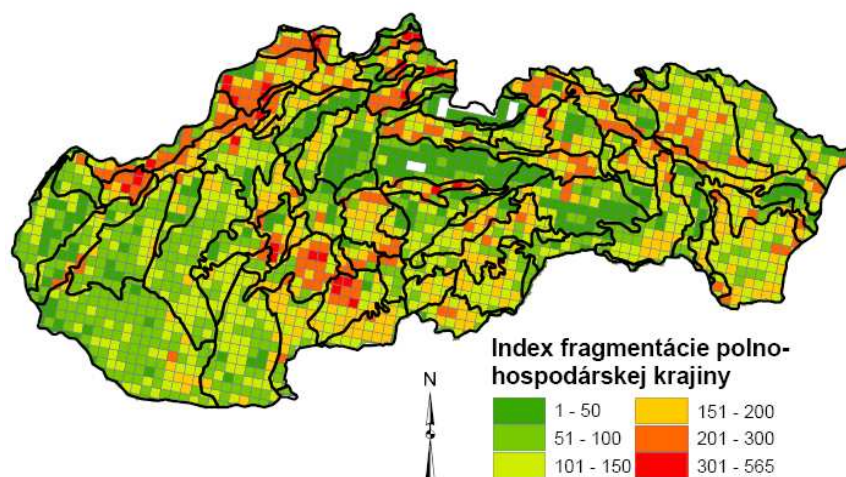 Index fragmentácie polno-
hospodárskej krajiny
N
1 - 50
151 - 200
51 - 100
201 - 300
101 - 150
301 - 565